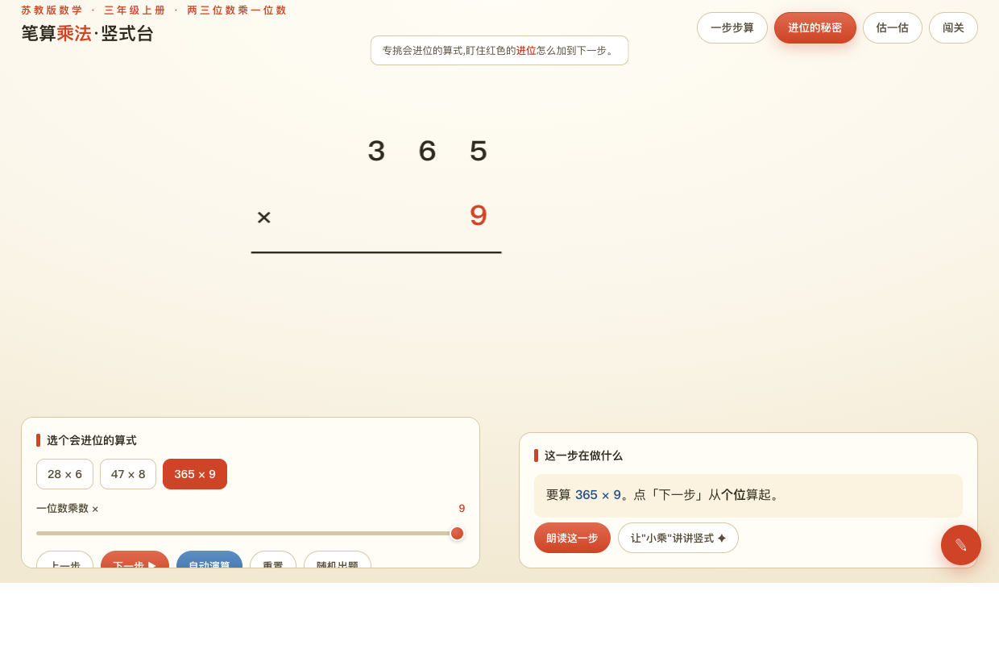 苏教版数学 · 三年级上册 · 两三位数乘一位数
笔算乘法·竖式台
一步步算
进位的秘密
估一估
闯关
专挑会进位的算式,盯住红色的进位怎么加到下一步。
3 6 5
× 9
选个会进位的算式
28 × 6
47 × 8
365 × 9
一位数乘数 ×
9
上一步
下一步 ▶
自动演算
重置
随机出题
这一步在做什么
要算 365 × 9。点「下一步」从个位算起。
朗读这一步
让"小乘"讲讲竖式 ✦